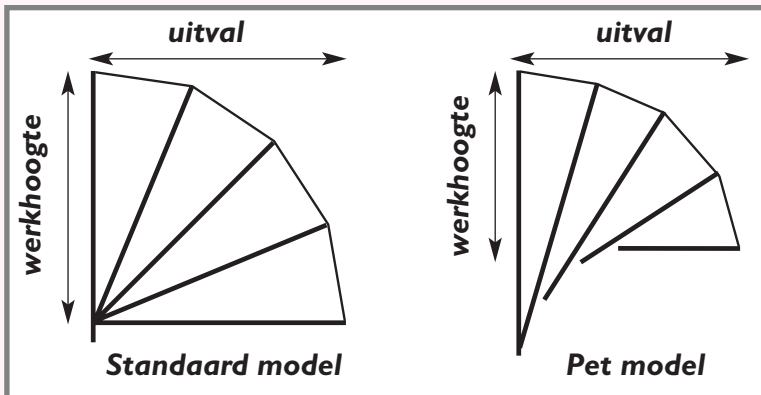 uitval
werkhoogte
Standaard model
uitval
werkhoogte
Pet model